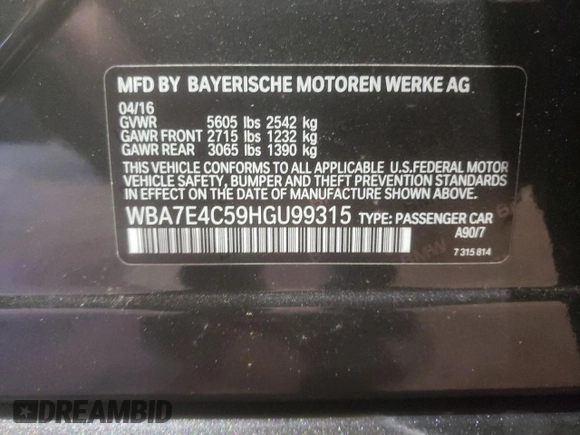 MFD BY BAYERISCHE MOTOREN WERKE AG
04/16
GVWR 5605 lbs 2542 kg
GAWR FRONT 2715 lbs 1232 kg
GAWR REAR 3065 lbs 1390 kg
THIS VEHICLE CONFORMS TO ALL APPLICABLE U.S. FEDERAL MOTOR
VEHICLE SAFETY, BUMPER AND THEFT PREVENTION STANDARDS
IN EFFECT ON THE DATE OF MANUFACTURE SHOWN ABOVE.
WBA7E4C59HGU99315 TYPE: PASSENGER CAR
A90/7
7 315 814
DREAMBID